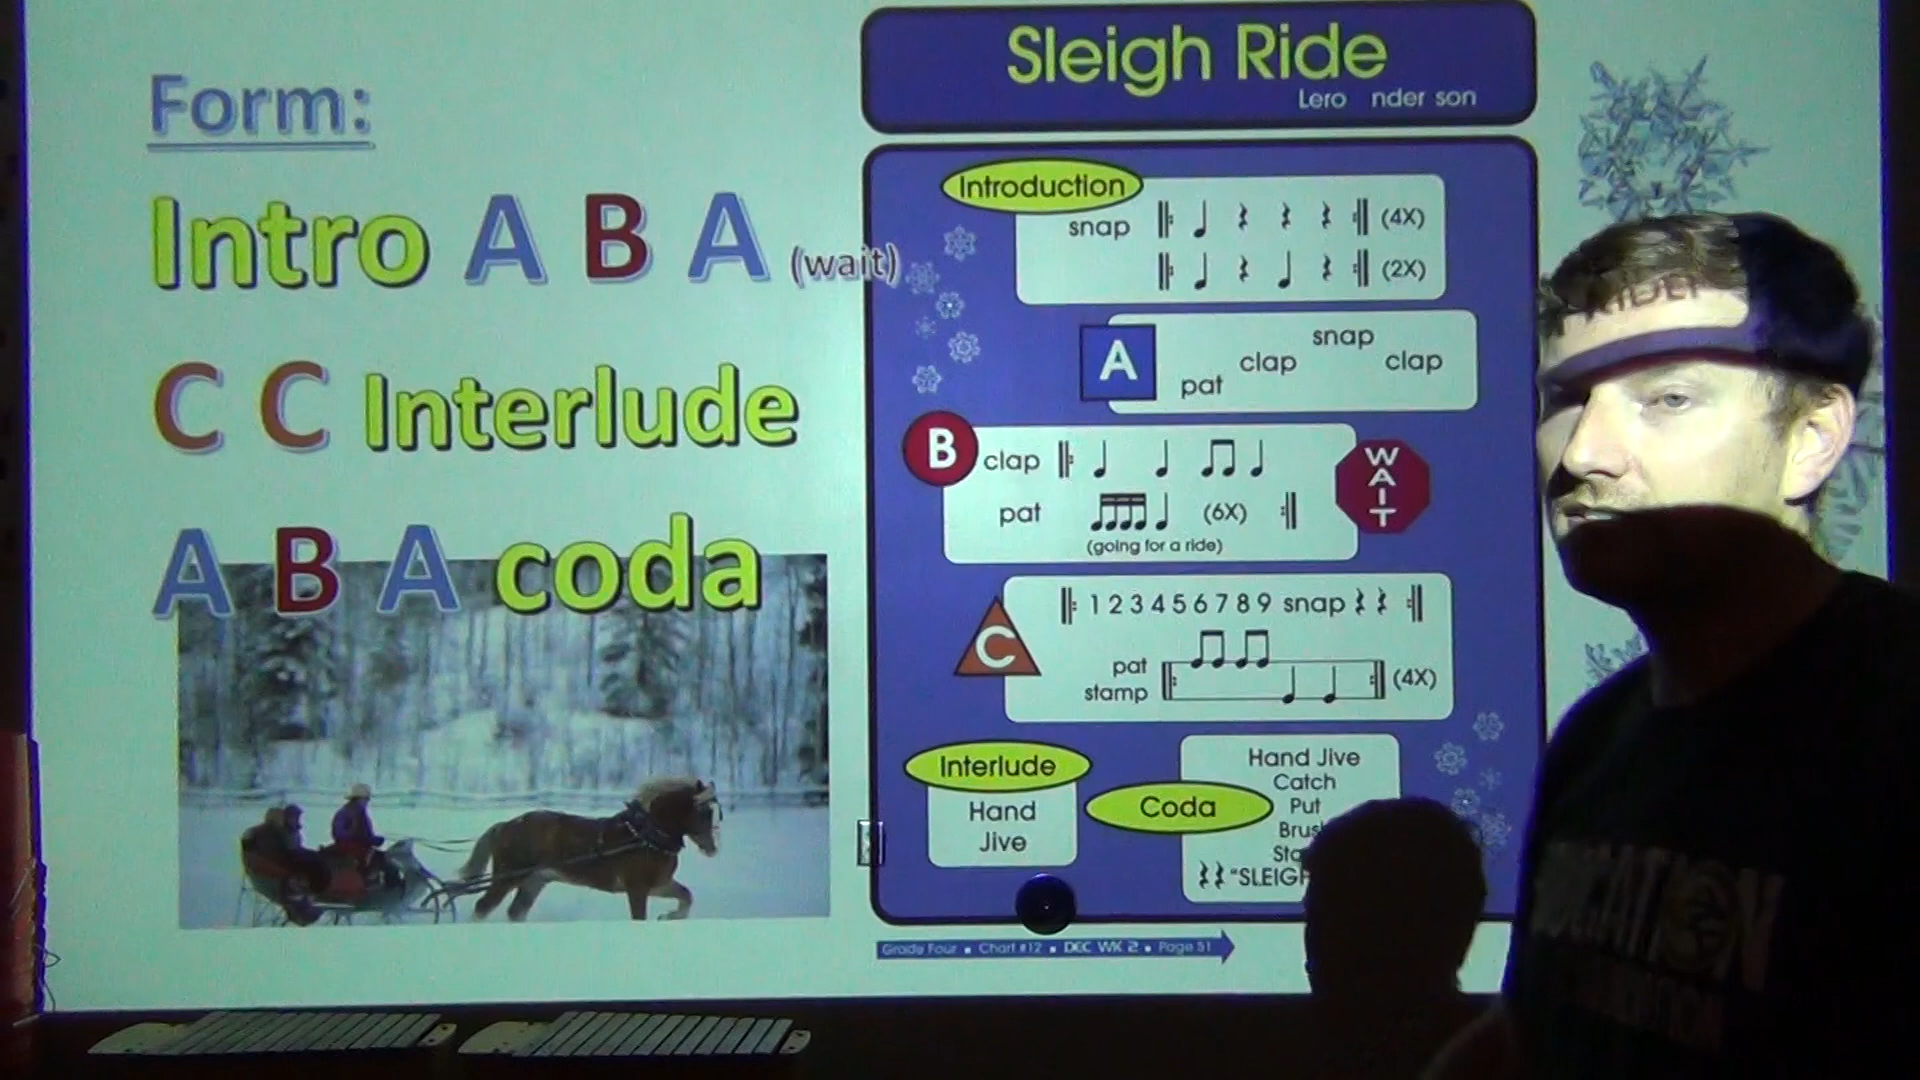 Form:
Intro A B A (wait)
C C Interlude
A B A coda
Sleigh Ride
Lero nder son
Introduction
snap (4X)
(2X)
A
snap
clap clap
pat
B
clap
pat (6X)
(going for a ride)
WAIT
C
1 2 3 4 5 6 7 8 9 snap
pat
stamp (4X)
Interlude
Hand
Jive
Coda
Hand Jive
Catch
Put
"SLEIGH
Grade Four ▪ Chart #12 ▪ DEC WK 2 ▪ Page 51